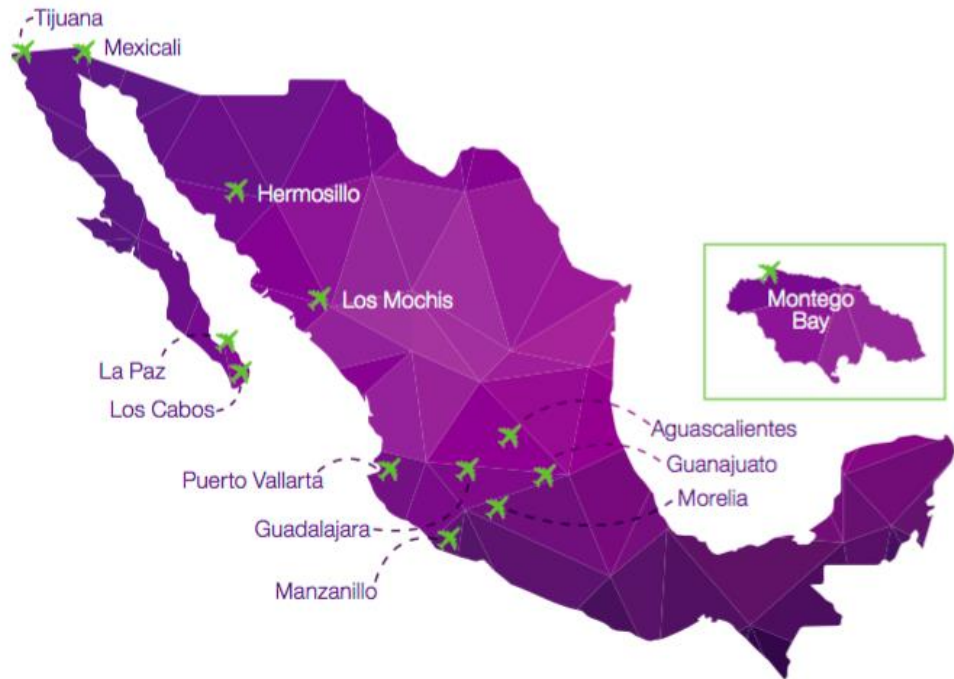 Tijuana
Mexicali
Hermosillo
Los Mochis
Montego
Bay
La Paz
Los Cabos
Aguascalientes
Puerto Vallarta
Guanajuato
Morelia
Guadalajara
Manzanillo